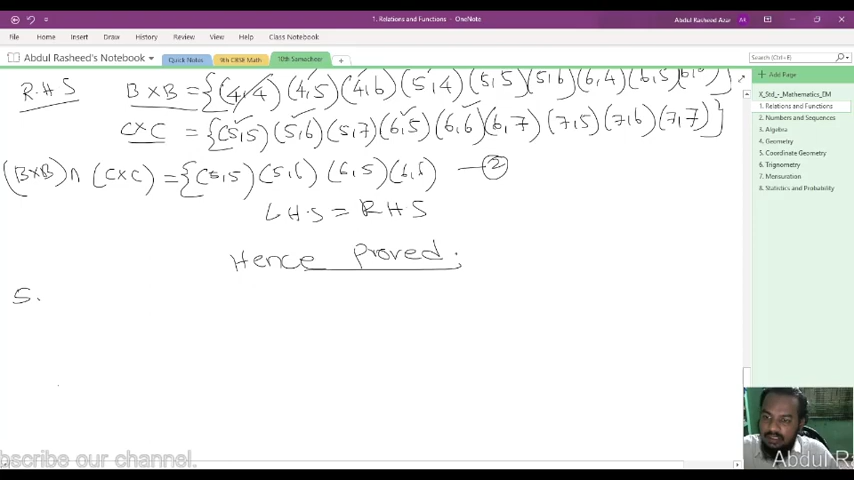 1. Relations and Functions - OneNote
Abdul Rasheed Azar
File Home Insert Draw History Review View Help Class Notebook
Abdul Rasheed's Notebook Quick Notes 9th CBSE Math 10th Samacheer
Search (Ctrl+E)
Add Page
X_Std_-_Mathematics_EM
1. Relations and Functions
2. Numbers and Sequences
3. Algebra
4. Geometry
5. Coordinate Geometry
6. Trignometry
7. Mensuration
8. Statistics and Probability
R.H.S B×B = {(4,4) (4,5) (4,6) (5,4) (5,5) (5,6) (6,4) (6,5) (6,6)}
C×C = {(5,5) (5,6) (5,7) (6,5) (6,6) (6,7) (7,5) (7,6) (7,7)}
(B×B)∩ (C×C) = {(5,5) (5,6) (6,5) (6,6) — 2
L.H.S = R H S
Hence Proved.
5.
bscribe our channel.
Abdul Ra